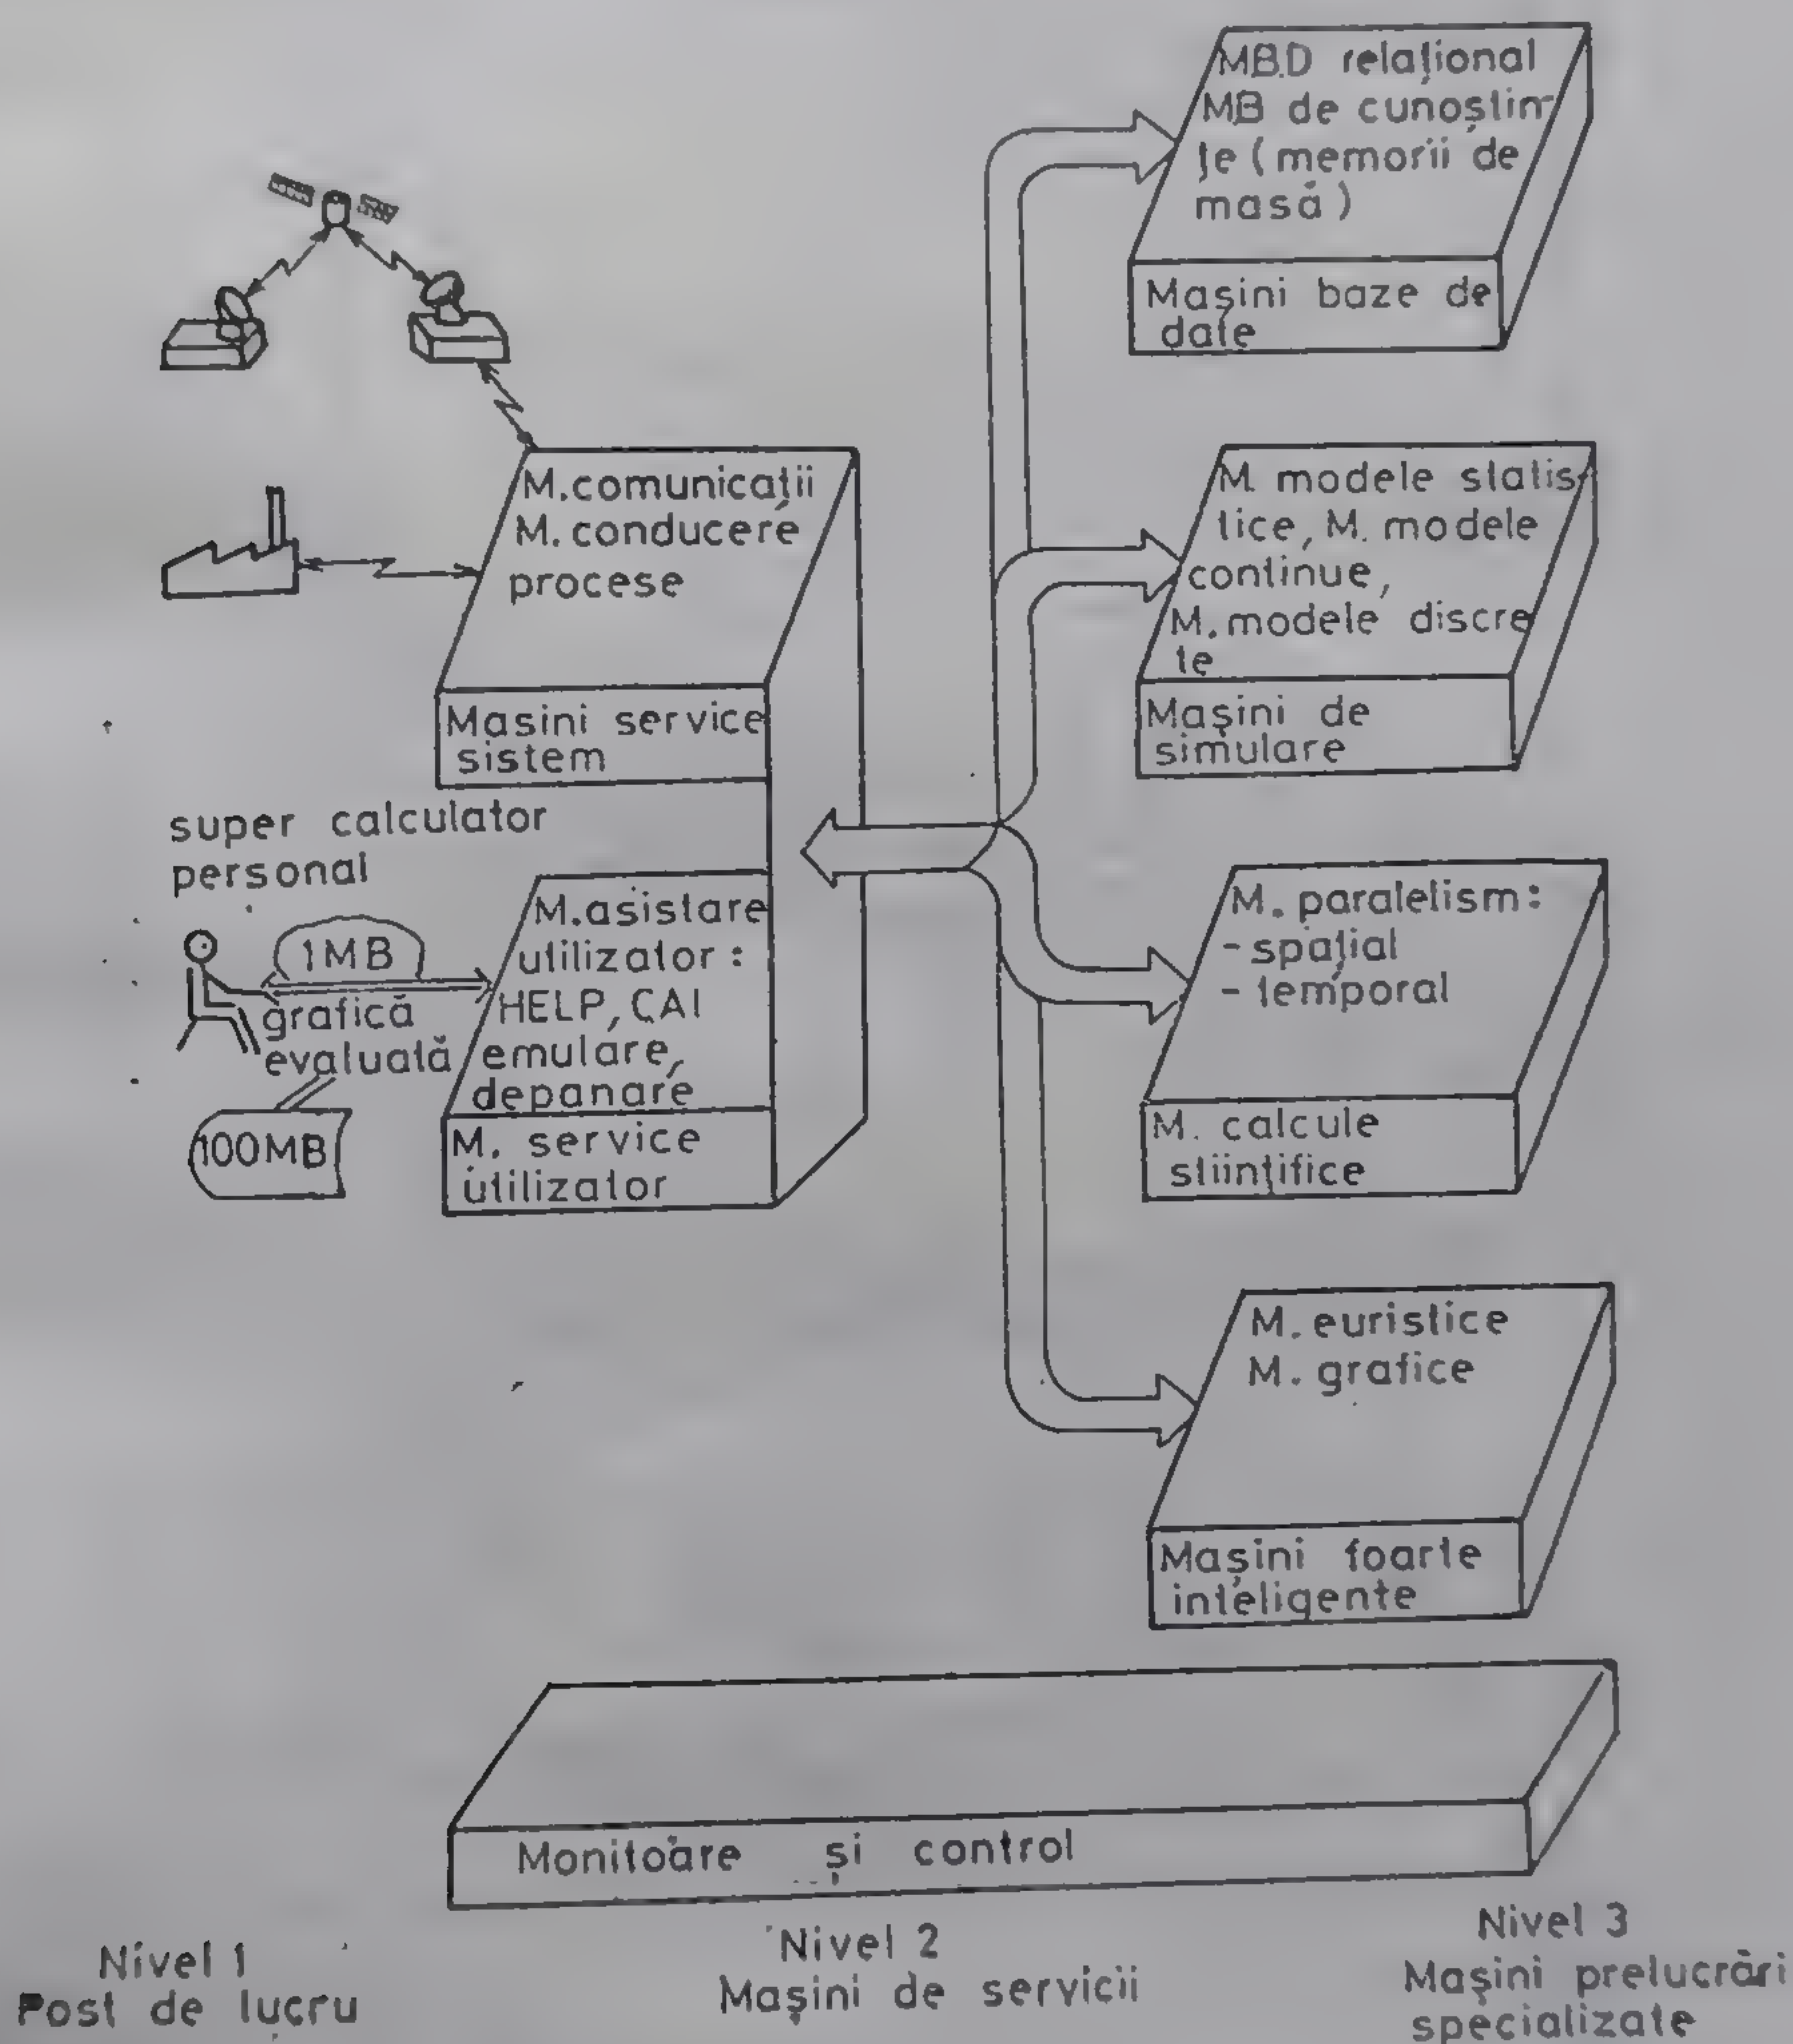 MBD relațional
MB de cunoștin-
țe (memorii de
masă)
Mașini baze de
date
M.comunicații
M. conducere
procese
Masini service
sistem
M. modele statis-
tice, M. modele
continue,
M. modele discre
te
Mașini de
simulare
super calculator
personal
1MB
grafică
evaluată
100MB
M.asistare
utilizator:
HELP, CAI
emulare,
depanare
M. service
utilizator
M. paralelism:
- spațial
- temporal
M. calcule
stiințifice
M. euristice
M. grafice
Mașini foarte
inteligente
Monitoare și control
Nivel 1
Post de lucru
Nivel 2
Mașini de servicii
Nivel 3
Mașini prelucrări
specializate